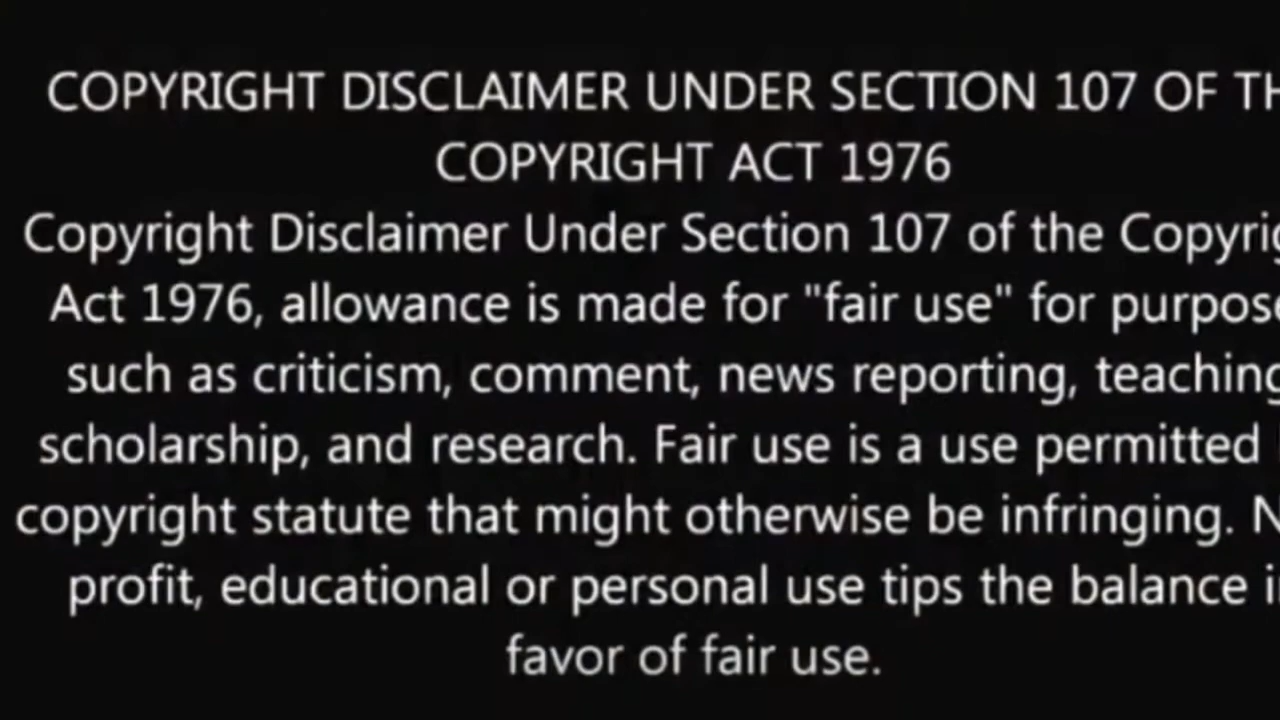 COPYRIGHT DISCLAIMER UNDER SECTION 107 OF TH
COPYRIGHT ACT 1976
Copyright Disclaimer Under Section 107 of the Copyrig
Act 1976, allowance is made for "fair use" for purpose
such as criticism, comment, news reporting, teaching
scholarship, and research. Fair use is a use permitted
copyright statute that might otherwise be infringing. N
profit, educational or personal use tips the balance i
favor of fair use.